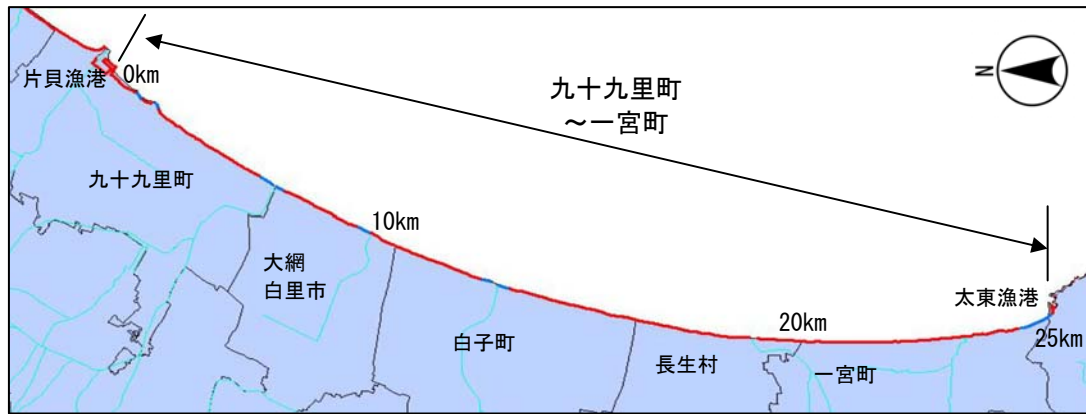 片貝漁港
0km
九十九里町
～一宮町
N
九十九里町
10km
大網
白里市
太東漁港
20km
25km
白子町
長生村
一宮町